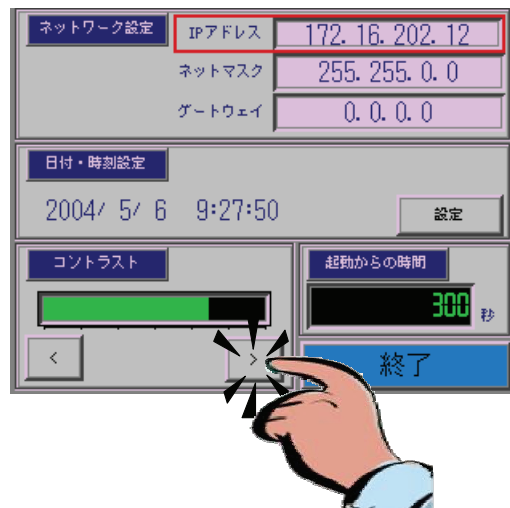 ネットワーク設定 IPアドレス 172. 16. 202. 12
ネットマスク 255. 255. 0. 0
ゲートウェイ 0. 0. 0. 0
日付・時刻設定
2004/ 5/ 6 9:27:50 設定
コントラスト 起動からの時間
300 秒
< > 終了